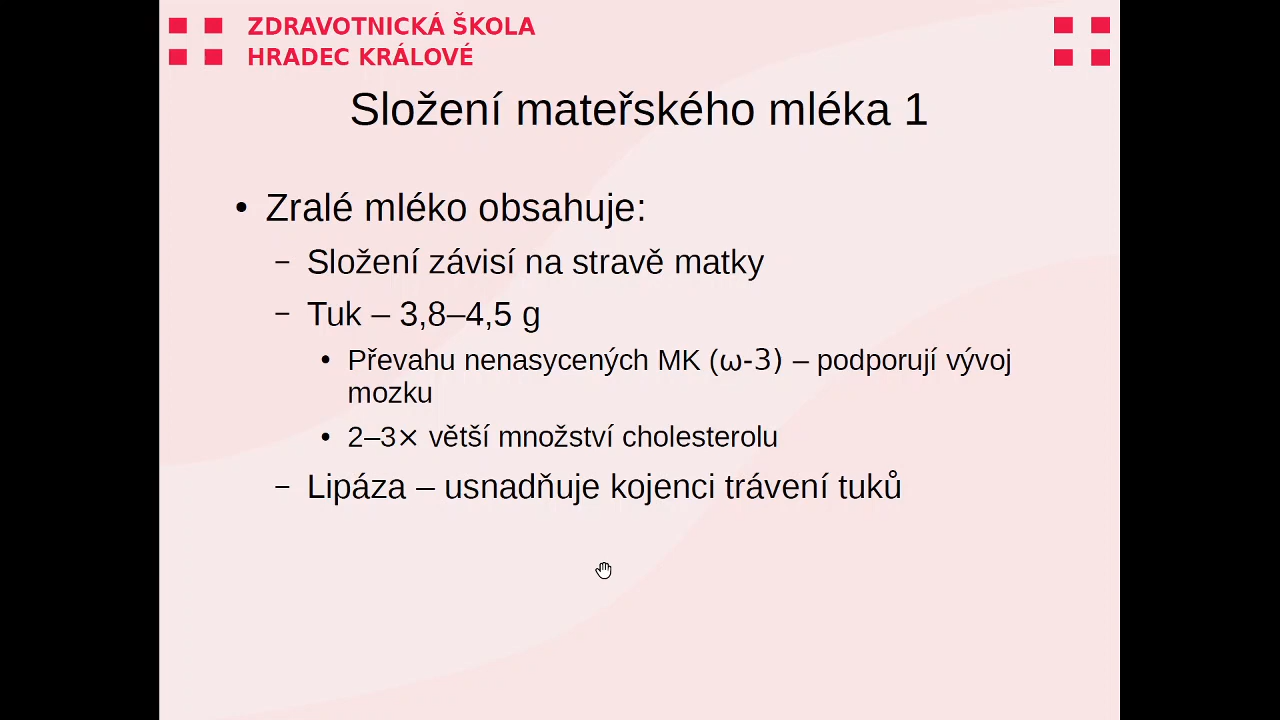 ZDRAVOTNICKÁ ŠKOLA
HRADEC KRÁLOVÉ
Složení mateřského mléka 1
• Zralé mléko obsahuje:
– Složení závisí na stravě matky
– Tuk – 3,8–4,5 g
• Převahu nenasycených MK (ω-3) – podporují vývoj
mozku
• 2–3× větší množství cholesterolu
– Lipáza – usnadňuje kojenci trávení tuků